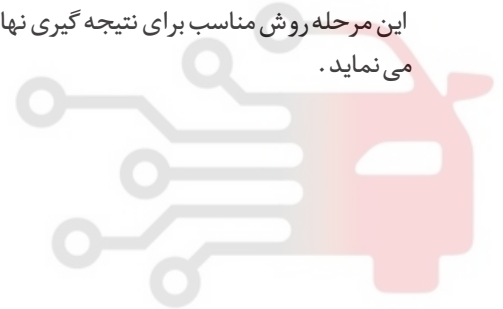 این مرحله روش مناسب برای نتیجه گیری نها
می نماید .